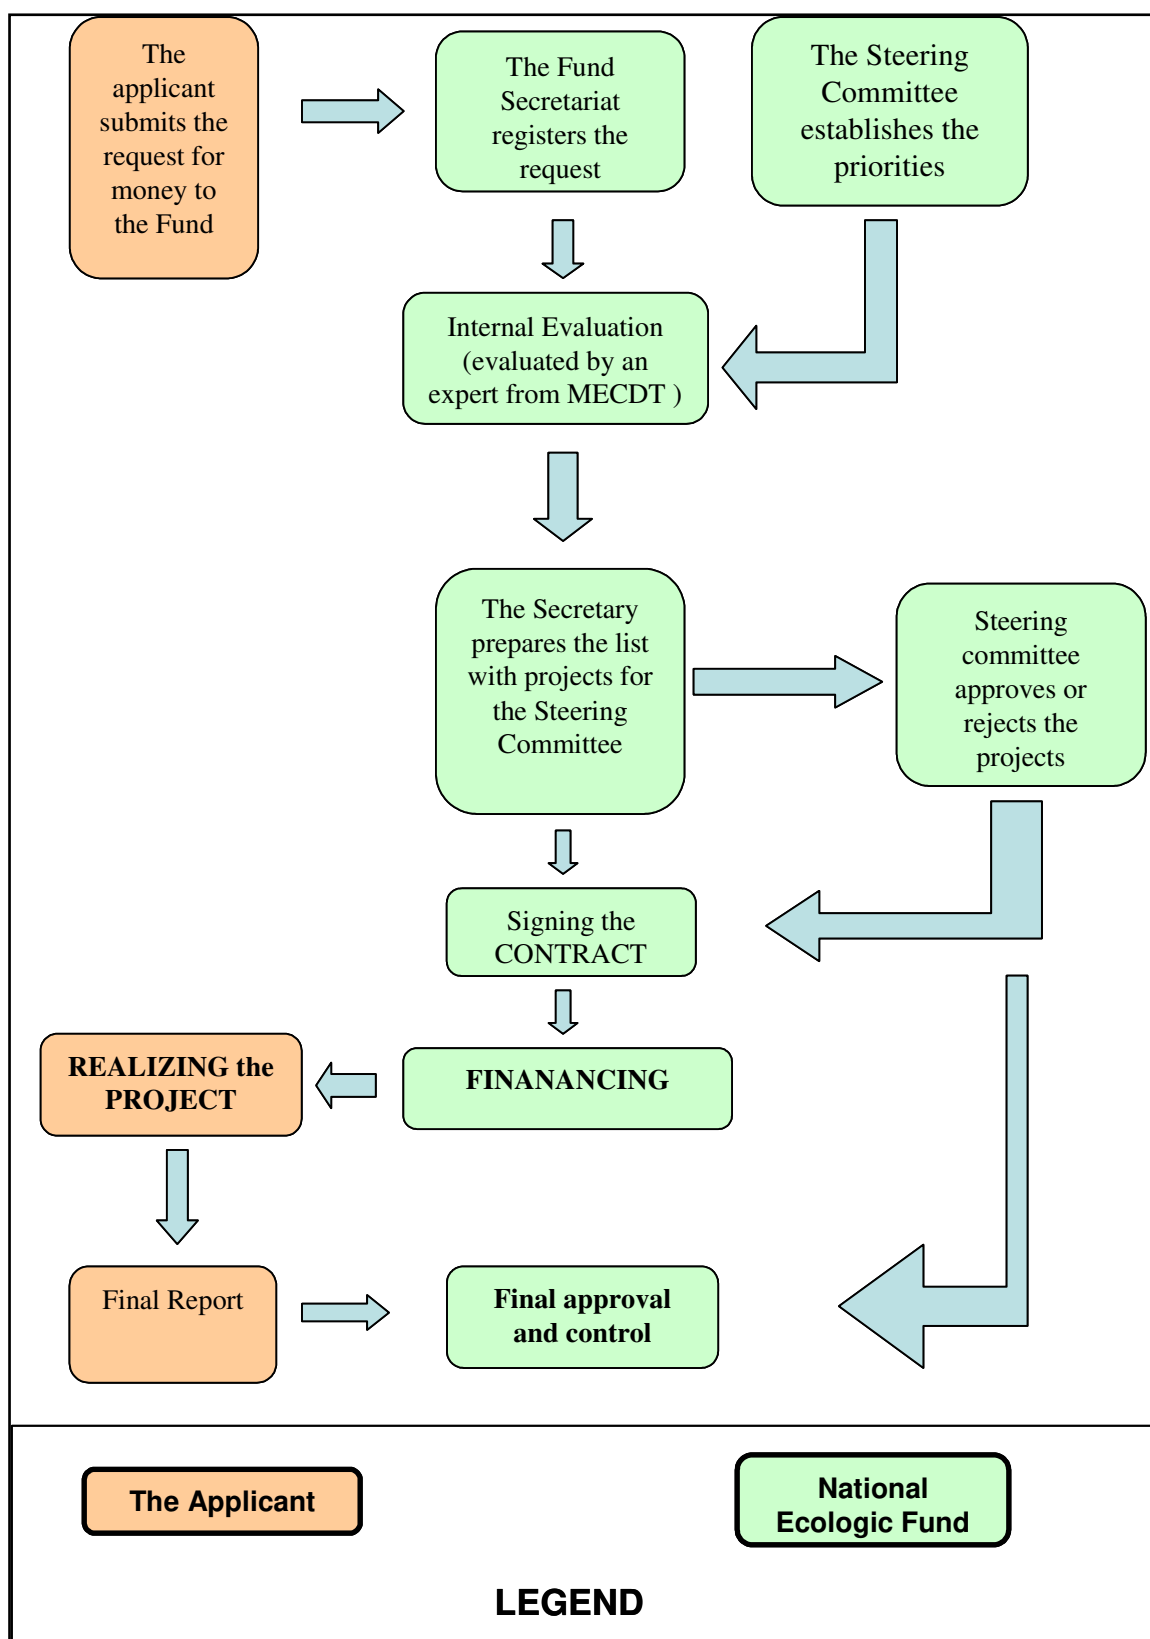 The
applicant
submits the
request for
money to
the Fund
The Fund
Secretariat
registers the
request
The Steering
Committee
establishes the
priorities
Internal Evaluation
(evaluated by an
expert from MECDT )
The Secretary
prepares the list
with projects for
the Steering
Committee
Steering
committee
approves or
rejects the
projects
Signing the
CONTRACT
FINANANCING
REALIZING the
PROJECT
Final Report
Final approval
and control
The Applicant
National
Ecologic Fund
LEGEND